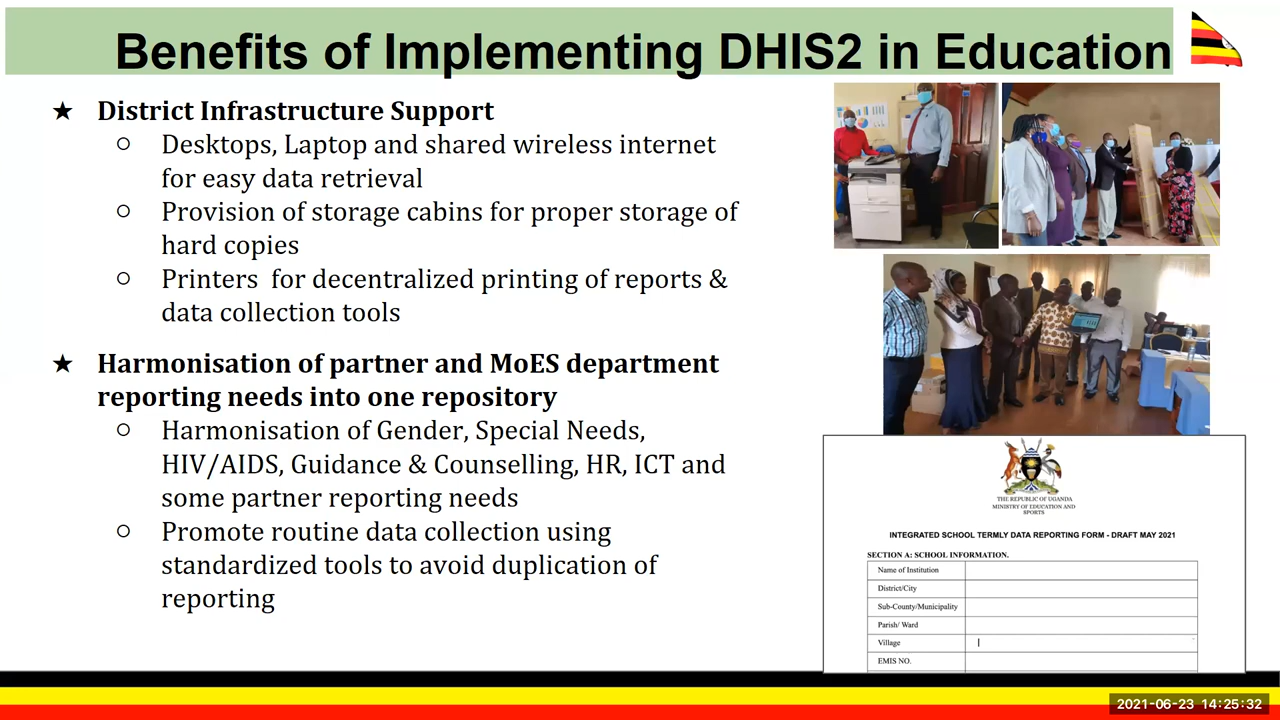 Benefits of Implementing DHIS2 in Education
★ District Infrastructure Support
○ Desktops, Laptop and shared wireless internet
for easy data retrieval
○ Provision of storage cabins for proper storage of
hard copies
○ Printers  for decentralized printing of reports &
data collection tools
★ Harmonisation of partner and MoES department
reporting needs into one repository
○ Harmonisation of Gender, Special Needs,
HIV/AIDS, Guidance & Counselling, HR, ICT and
some partner reporting needs
○ Promote routine data collection using
standardized tools to avoid duplication of
reporting
THE REPUBLIC OF UGANDA
MINISTRY OF EDUCATION AND
SPORTS
INTEGRATED SCHOOL TERMLY DATA REPORTING FORM - DRAFT MAY 2021
SECTION A: SCHOOL INFORMATION.
Name of Institution
District/City
Sub-County/Municipality
Parish/ Ward
Village
EMIS NO.
2021-06-23 14:25:32